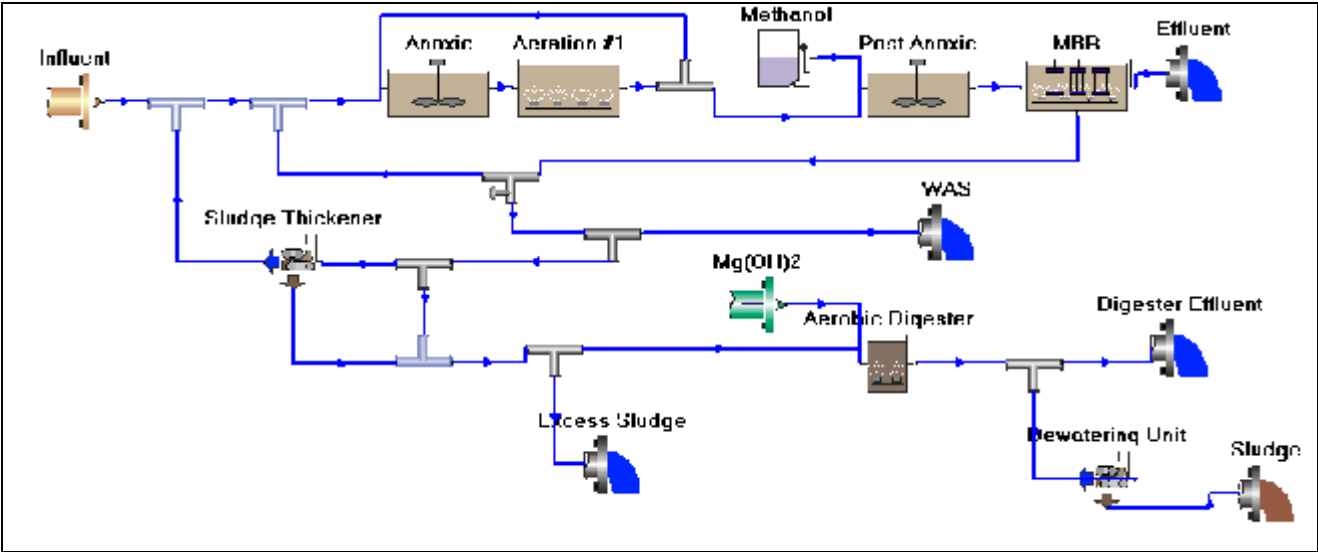 Influent
Anoxic
Aeration #1
Methanol
Post Anoxic
MBR
Effluent
WAS
Sludge Thickener
Mg(OH)2
Aerobic Digester
Digester Effluent
Excess Sludge
Dewatering Unit
Sludge